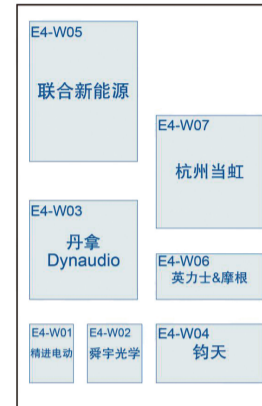 E4-W05
联合新能源
E4-W07
杭州当虹
E4-W03
丹拿
Dynaudio
E4-W06
英力士&摩根
E4-W01
精进电动
E4-W02
舜宇光学
E4-W04
钧天